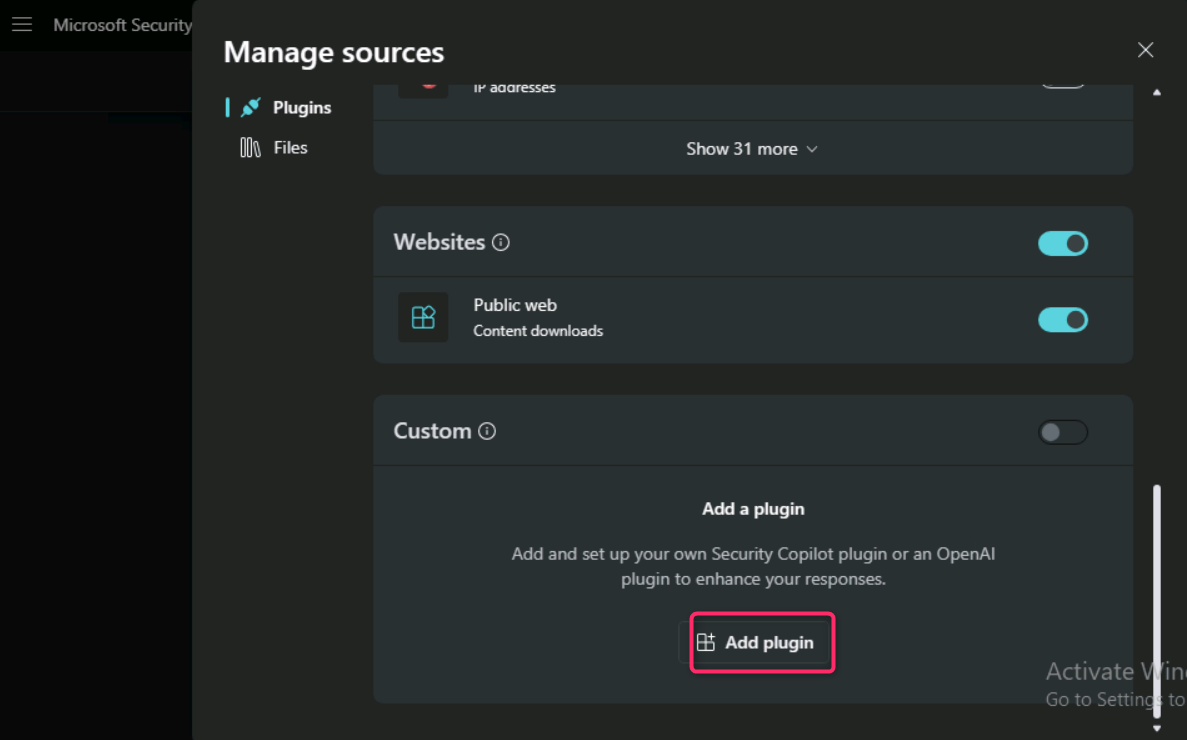 Microsoft Security
Manage sources
Plugins
Files
IP addresses
Show 31 more
Websites
Public web
Content downloads
Custom
Add a plugin
Add and set up your own Security Copilot plugin or an OpenAI
plugin to enhance your responses.
Add plugin
Activate Win
Go to Settings to